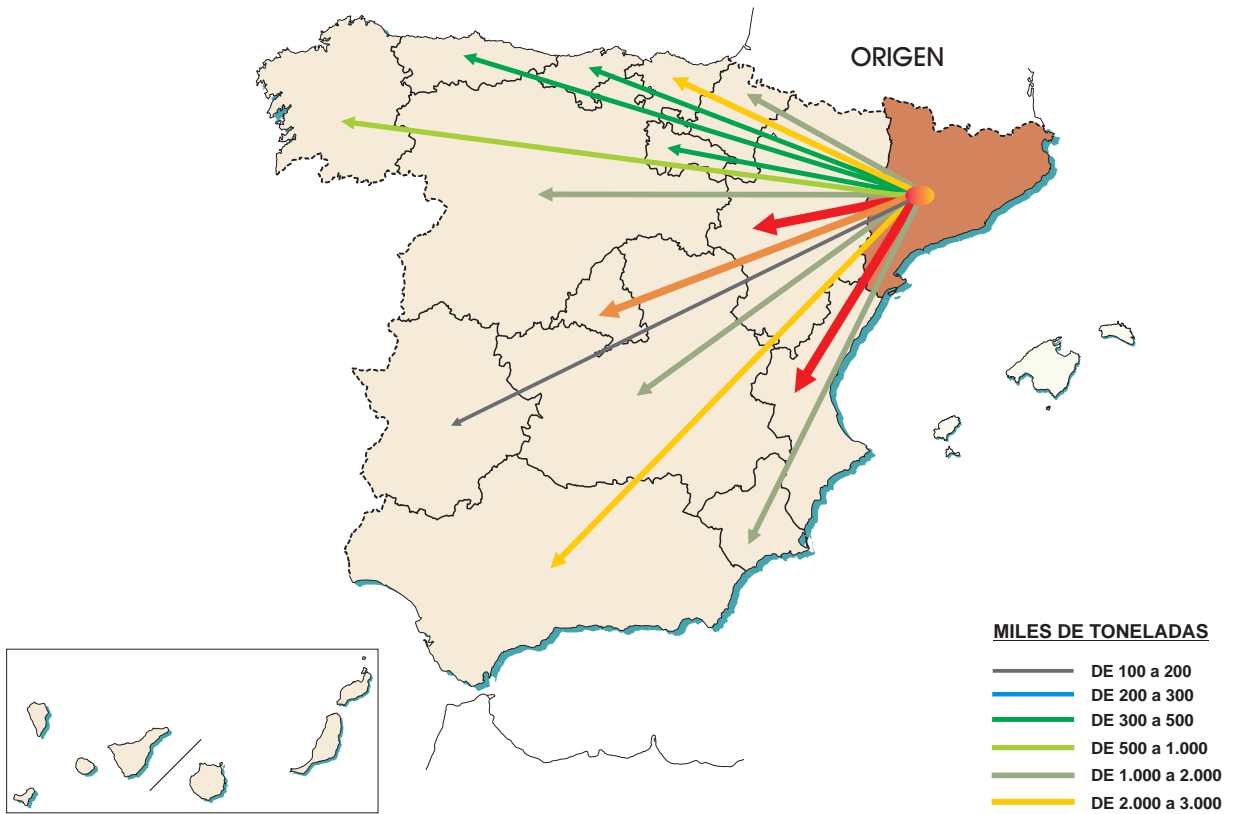 ORIGEN
MILES DE TONELADAS
DE 100 a 200
DE 200 a 300
DE 300 a 500
DE 500 a 1.000
DE 1.000 a 2.000
DE 2.000 a 3.000